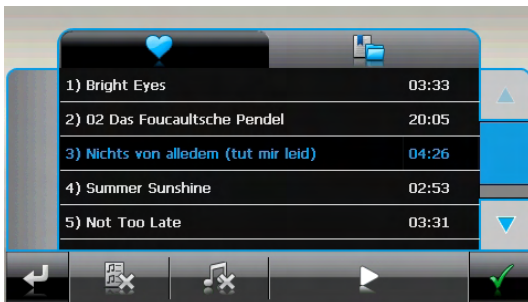 1) Bright Eyes 03:33
2) 02 Das Foucaultsche Pendel 20:05
3) Nichts von alledem (tut mir leid) 04:26
4) Summer Sunshine 02:53
5) Not Too Late 03:31